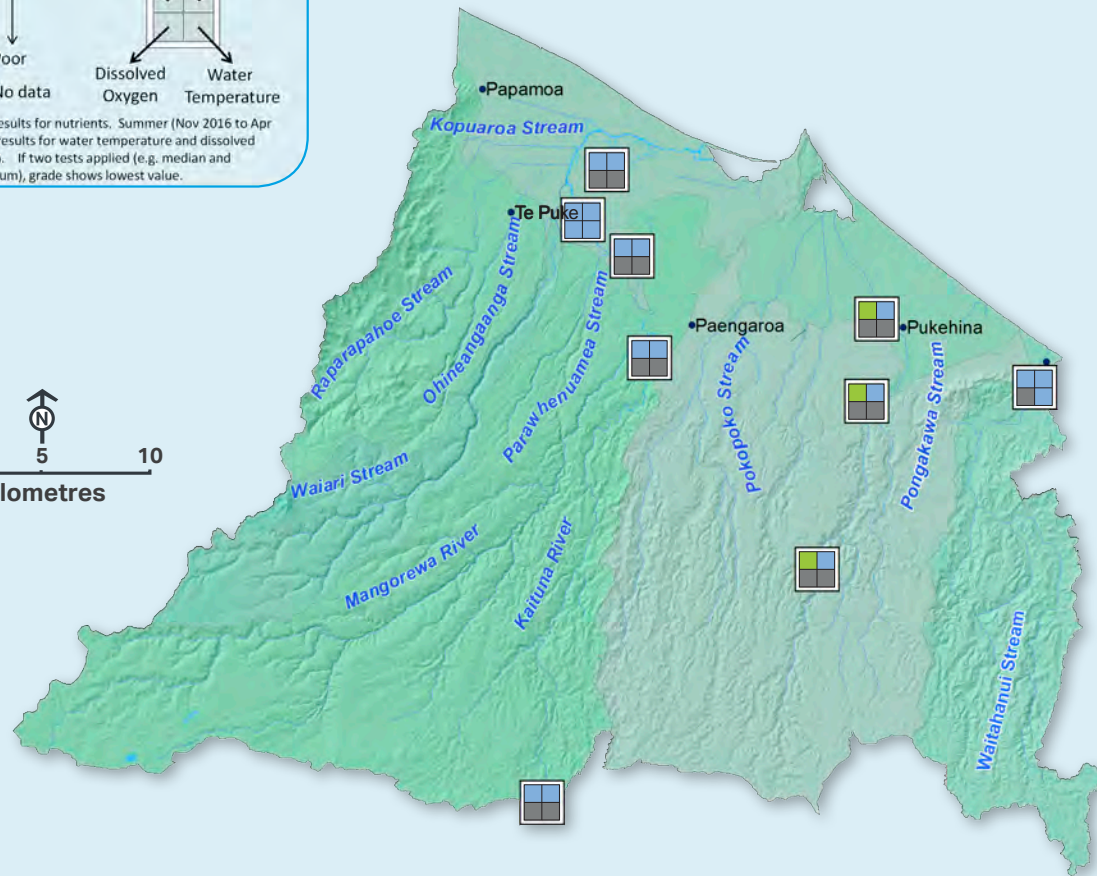 Dissolved
Oxygen
Water
Temperature
No data
esults for nutrients. Summer (Nov 2016 to Apr
results for water temperature and dissolved
If two tests applied (e.g. median and
um), grade shows lowest value.
Papamoa
Kopuaroa Stream
Te Puke
Raparapahoe Stream
Ohineangaanga Stream
Parawhenuamea Stream
Paengaroa
Pukehina
Pokopoko Stream
Pongakawa Stream
N
5
10
lometres
Waiari Stream
Mangorewa River
Kaituna River
Waitahanui Stream